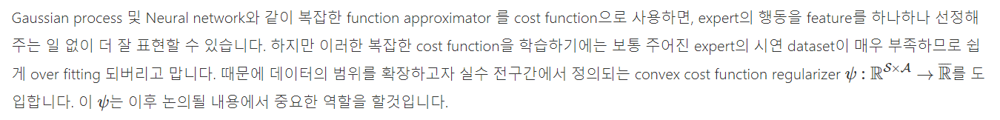 Gaussian process 및 Neural network와 같이 복잡한 function approximator 를 cost function으로 사용하면, expert의 행동을 feature를 하나하나 선정해
주는 일 없이 더 잘 표현할 수 있습니다. 하지만 이러한 복잡한 cost function을 학습하기에는 보통 주어진 expert의 시연 dataset이 매우 부족하므로 쉽
게 over fitting 되버리고 맙니다. 때문에 데이터의 범위를 확장하고자 실수 전구간에서 정의되는 convex cost function regularizer ψ : ℝ^{𝒮×𝒜} → ℝ̅를 도
입합니다. 이 ψ는 이후 논의될 내용에서 중요한 역할을 할것입니다.